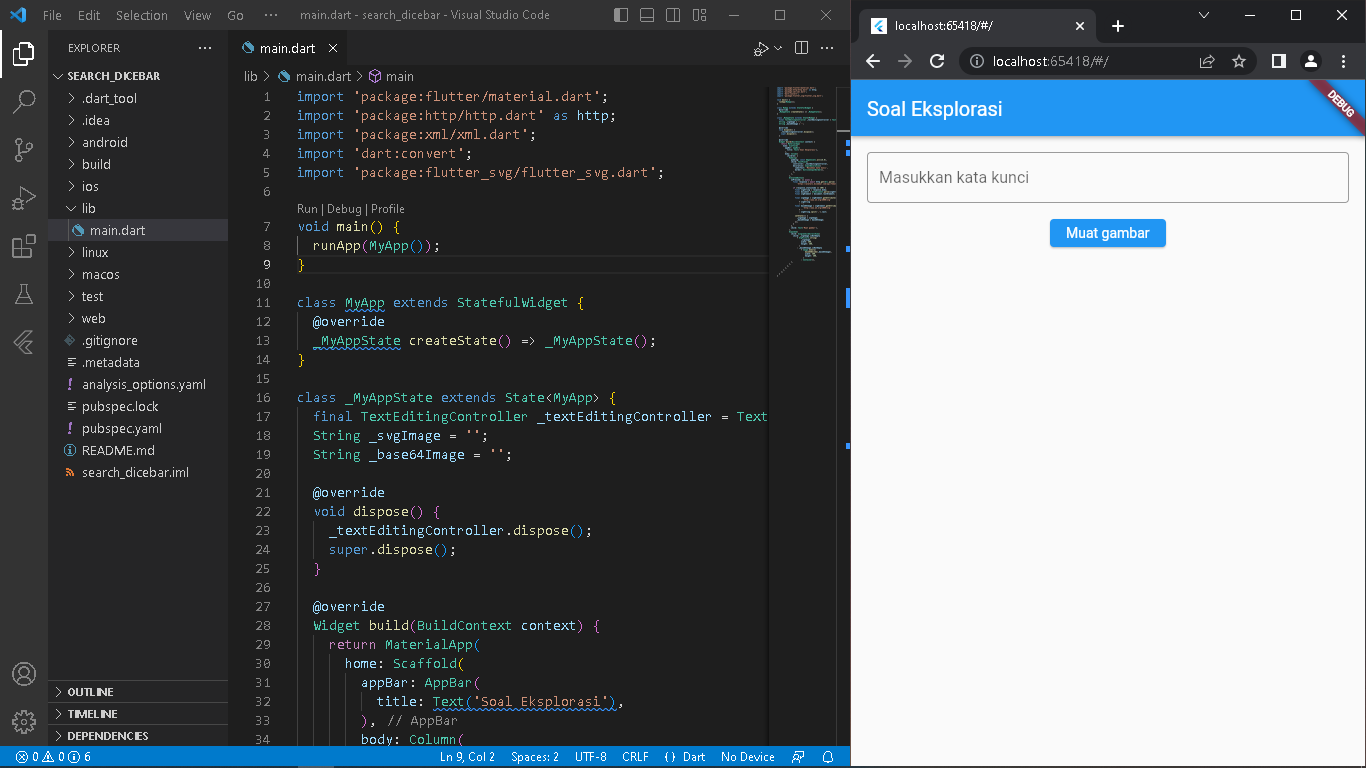 File Edit Selection View Go ··· main.dart - search_dicebar - Visual Studio Code
EXPLORER ···
SEARCH_DICEBAR
.dart_tool
.idea
android
build
ios
lib
main.dart
linux
macos
test
web
.gitignore
.metadata
analysis_options.yaml
pubspec.lock
pubspec.yaml
README.md
search_dicebar.iml
OUTLINE
TIMELINE
DEPENDENCIES
main.dart
lib > main.dart > main
1 import 'package:flutter/material.dart';
2 import 'package:http/http.dart' as http;
3 import 'package:xml/xml.dart';
4 import 'dart:convert';
5 import 'package:flutter_svg/flutter_svg.dart';
6
Run | Debug | Profile
7 void main() {
8 runApp(MyApp());
9 }
10
11 class MyApp extends StatefulWidget {
12 @override
13 _MyAppState createState() => _MyAppState();
14 }
15
16 class _MyAppState extends State<MyApp> {
17 final TextEditingController _textEditingController = Text
18 String _svgImage = '';
19 String _base64Image = '';
20
21 @override
22 void dispose() {
23 _textEditingController.dispose();
24 super.dispose();
25 }
26
27 @override
28 Widget build(BuildContext context) {
29 return MaterialApp(
30 home: Scaffold(
31 appBar: AppBar(
32 title: Text('Soal Eksplorasi'),
33 ), // AppBar
34 body: Column(
0 0 6 Ln 9, Col 2 Spaces: 2 UTF-8 CRLF {} Dart No Device
localhost:65418/#/
localhost:65418/#/
Soal Eksplorasi
DEBUG
Masukkan kata kunci
Muat gambar